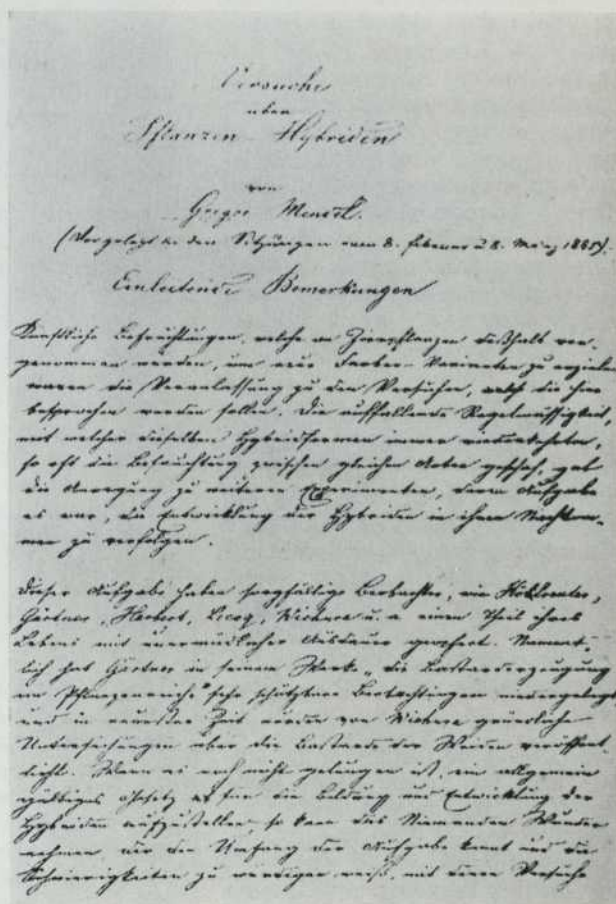 Versuche
über
Pflanzen-Hybriden
von
Gregor Mendel.
(Vorgelegt in den Sitzungen vom 8. Februar u 8. März 1865).
Einleitende Bemerkungen
Künstliche Befruchtungen, welche an Zierpflanzen deßhalb vor-
genommen wurden, um neue Farben-Varianten zu erzielen
waren die Veranlassung zu den Versuchen, welche hier
besprochen werden sollen. Die auffallende Regelmässigkeit,
mit welcher dieselben Hybridformen immer wiederkehrten,
so oft die Befruchtung zwischen gleichen Arten geschah, gab
die Anregung zu weiteren Experimenten, deren Aufgabe
es war, die Entwicklung der Hybriden in ihren Nachkom-
men zu verfolgen.
Dieser Aufgabe haben sorgfältige Beobachter, wie Kölreuter,
Gärtner, Herbert, Lecoq, Wichura u. a einen Theil ihres
Lebens mit unermüdlicher Ausdauer geopfert. Nament-
lich hat Gärtner in seinem Werke „die Bastarderzeugung
im Pflanzenreiche" sehr schätzbare Beobachtungen niedergelegt
und in neuester Zeit wurden von Wichura gründliche
Untersuchungen über die Bastarde der Weiden veröffent-
licht. Wenn es noch nicht gelungen ist, ein allgemein
gültiges Gesetz für die Bildung und Entwicklung der
Hybriden aufzustellen, so kann das Niemanden Wunder
nehmen, der den Umfang der Aufgabe kennt und die
Schwierigkeiten zu würdigen weiß, mit denen Versuche